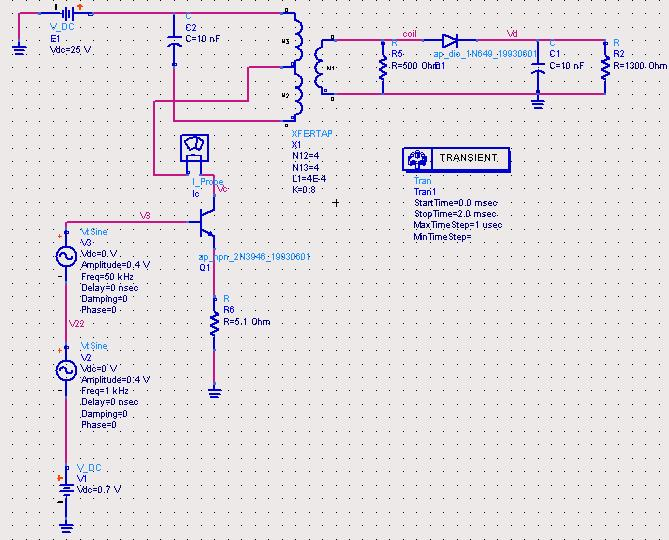 V_DC
E1
Vdc=25 V
C
C2
C=10 nF
N3
N2
N1
XFERTAP
X1
N12=4
N13=4
L1=4E-4
K=0.8
coil
R
R5
R=500 Ohm
ap_dio_1N649_19930601
D1
Vd
C
C1
C=10 nF
R
R2
R=1300 Ohm
TRANSIENT
Tran
Tran1
StartTime=0.0 msec
StopTime=2.0 msec
MaxTimeStep=1 usec
MinTimeStep=
I_Probe
Ic
Vc
V3
ap_npn_2N3946_19930601
Q1
R
R6
R=5.1 Ohm
VtSine
V3
Vdc=0 V
Amplitude=0.4 V
Freq=50 kHz
Delay=0 nsec
Damping=0
Phase=0
V22
VtSine
V2
Vdc=0 V
Amplitude=0.4 V
Freq=1 kHz
Delay=0 nsec
Damping=0
Phase=0
V_DC
V1
Vdc=0.7 V